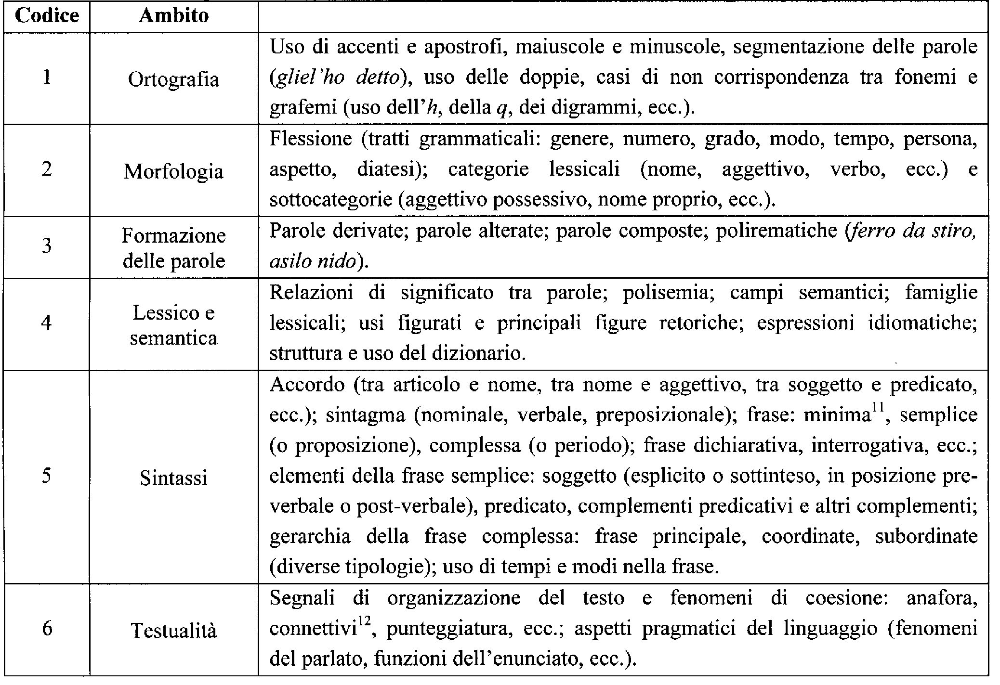 Codice Ambito
Uso di accenti e apostrofi, maiuscole e minuscole, segmentazione delle parole
1 Ortografia (gliel'ho detto), uso delle doppie, casi di non corrispondenza tra fonemi e
grafemi (uso dell'h, della q, dei digrammi, ecc.).
Flessione (tratti grammaticali: genere, numero, grado, modo, tempo, persona,
2 Morfologia aspetto, diatesi); categorie lessicali (nome, aggettivo, verbo, ecc.) e
sottocategorie (aggettivo possessivo, nome proprio, ecc.).
3
Formazione
delle parole
Parole derivate; parole alterate; parole composte; polirematiche (ferro da stiro,
asilo nido).
4
Lessico e
semantica
Relazioni di significato tra parole; polisemia; campi semantici; famiglie
lessicali; usi figurati e principali figure retoriche; espressioni idiomatiche;
struttura e uso del dizionario.
5
Sintassi
Accordo (tra articolo e nome, tra nome e aggettivo, tra soggetto e predicato,
ecc.); sintagma (nominale, verbale, preposizionale); frase: minima11, semplice
(o proposizione), complessa (o periodo); frase dichiarativa, interrogativa, ecc.;
elementi della frase semplice: soggetto (esplicito o sottinteso, in posizione pre-
verbale o post-verbale), predicato, complementi predicativi e altri complementi;
gerarchia della frase complessa: frase principale, coordinate, subordinate
(diverse tipologie); uso di tempi e modi nella frase.
6
Testualità
Segnali di organizzazione del testo e fenomeni di coesione: anafora,
connettivi12, punteggiatura, ecc.; aspetti pragmatici del linguaggio (fenomeni
del parlato, funzioni dell'enunciato, ecc.).